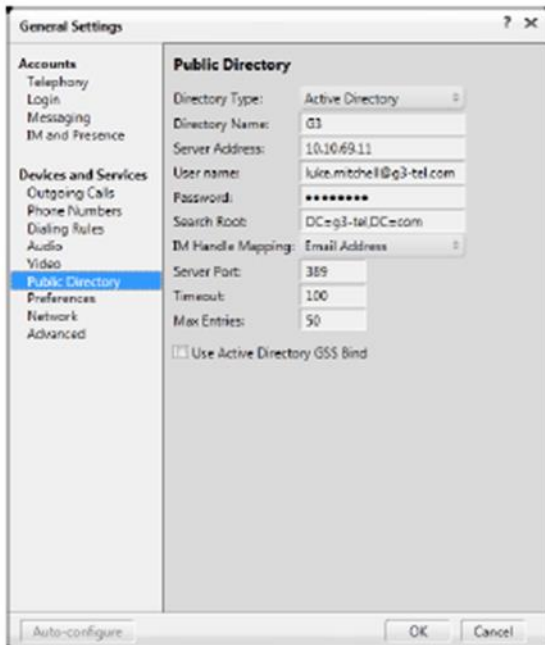 General Settings
? ✕
Accounts
Telephony
Login
Messaging
IM and Presence
Devices and Services
Outgoing Calls
Phone Numbers
Dialing Rules
Audio
Video
Public Directory
Preferences
Network
Advanced
Public Directory
Directory Type: Active Directory
Directory Name: G3
Server Address: 10.10.69.11
User name: luke.mitchell@g3-tel.com
Password: ••••••••
Search Root: DC=g3-tel,DC=com
IM Handle Mapping: Email Address
Server Port: 389
Timeout: 100
Max Entries: 50
Use Active Directory GSS Bind
Auto-configure
OK Cancel